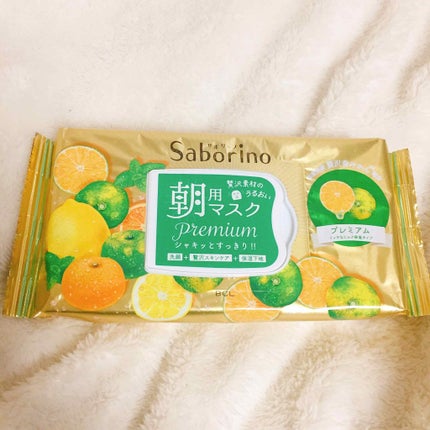 サボリーノ
Saborino
贅沢素材の
うるおい
朝用マスク
Premium
シャキッとすっきり!!
洗顔+贅沢スキンケア+保湿下地
プレミアム
BCL